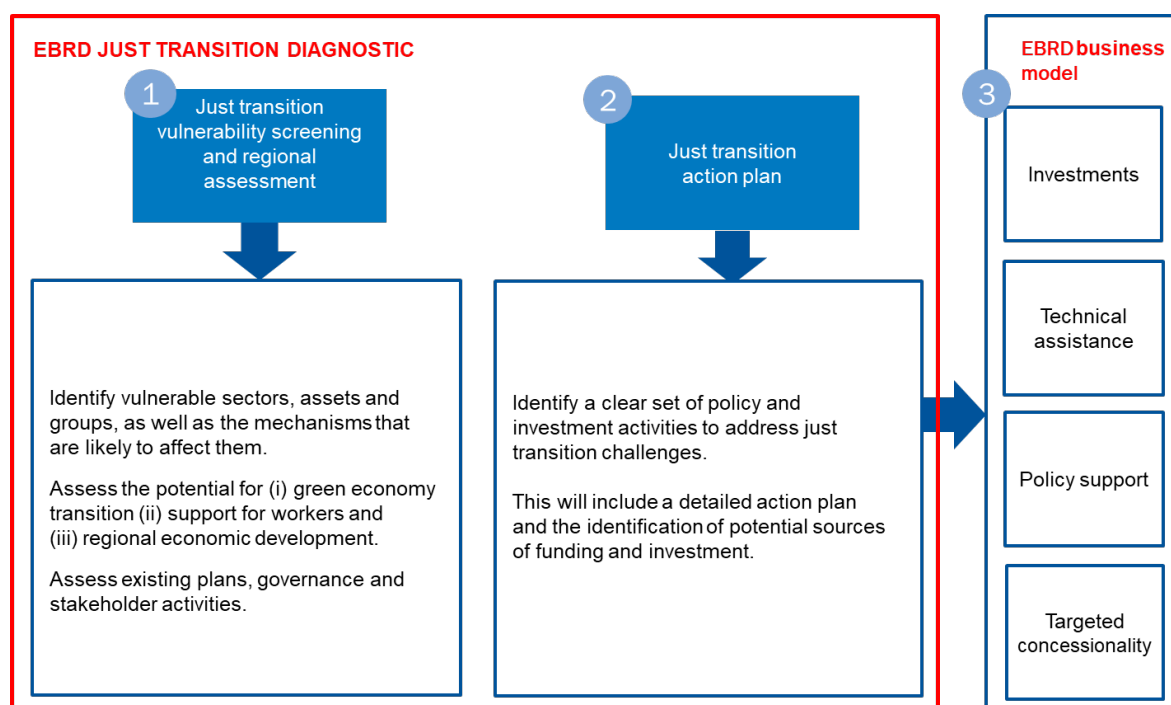 EBRD JUST TRANSITION DIAGNOSTIC
1
Just transition
vulnerability screening
and regional
assessment
Identify vulnerable sectors, assets and
groups, as well as the mechanisms that
are likely to affect them.
Assess the potential for (i) green economy
transition (ii) support for workers and
(iii) regional economic development.
Assess existing plans, governance and
stakeholder activities.
2
Just transition
action plan
Identify a clear set of policy and
investment activities to address just
transition challenges.
This will include a detailed action plan
and the identification of potential sources
of funding and investment.
EBRD business
model
3
Investments
Technical
assistance
Policy support
Targeted
concessionality